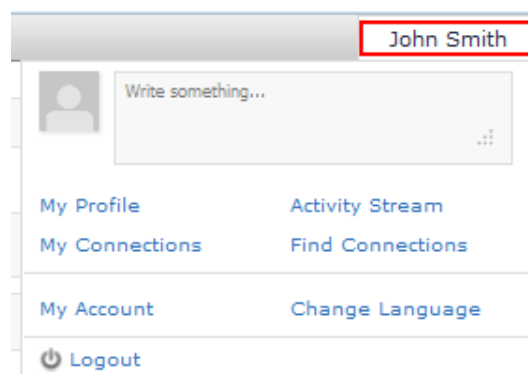 John Smith
Write something...
My Profile Activity Stream
My Connections Find Connections
My Account Change Language
Logout